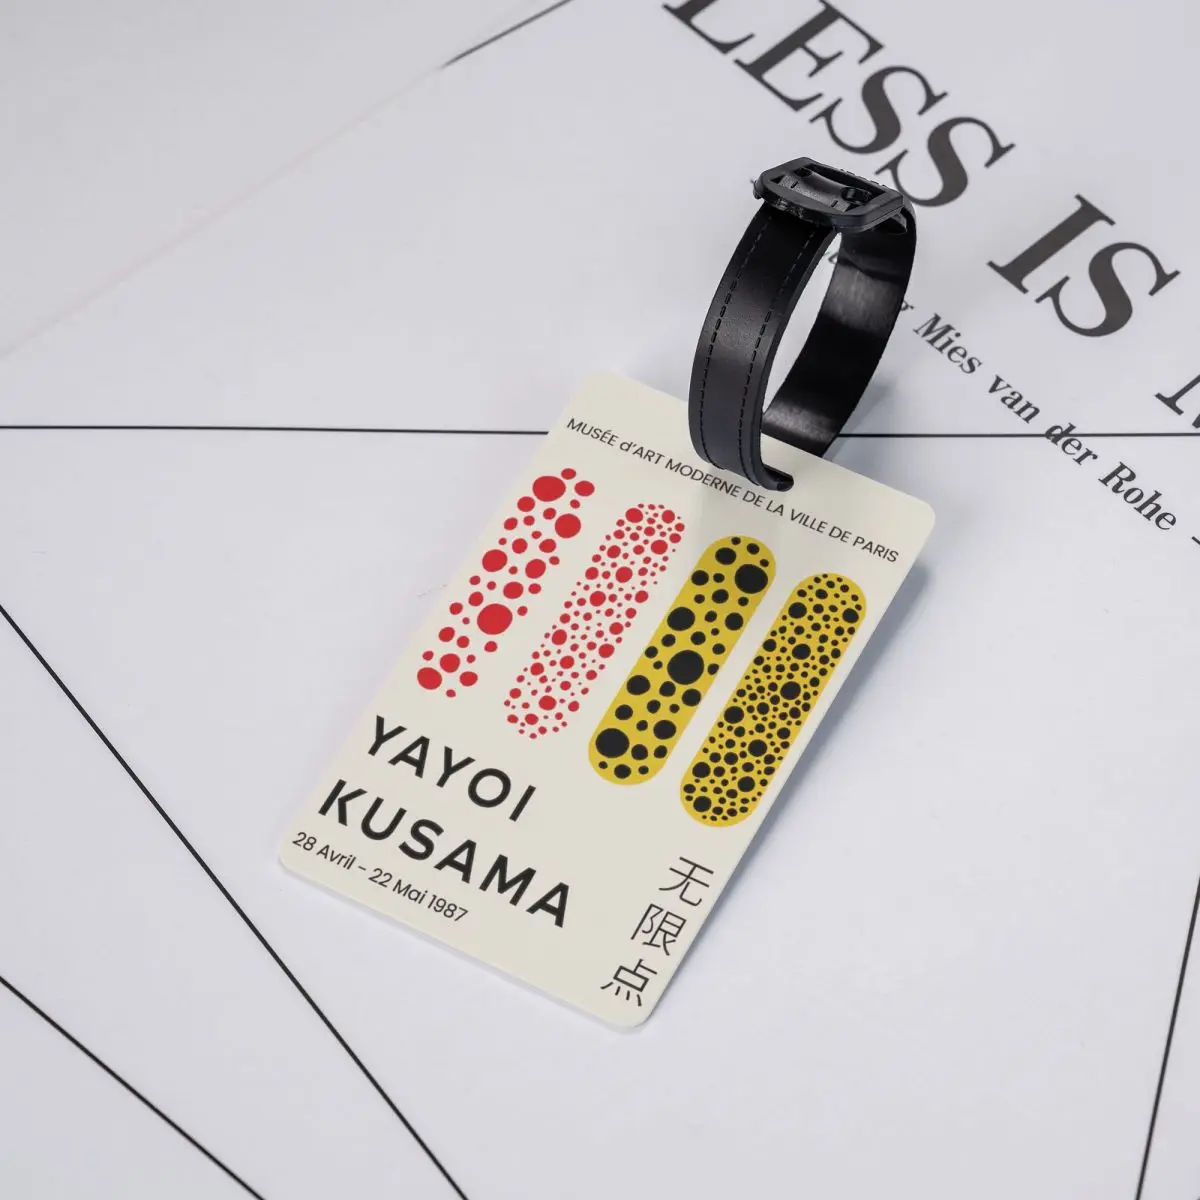 LESS IS
Mies van der Rohe
MUSÉE d'ART MODERNE DE LA VILLE DE PARIS
YAYOI
KUSAMA
28 Avril - 22 Mai 1987
无限点